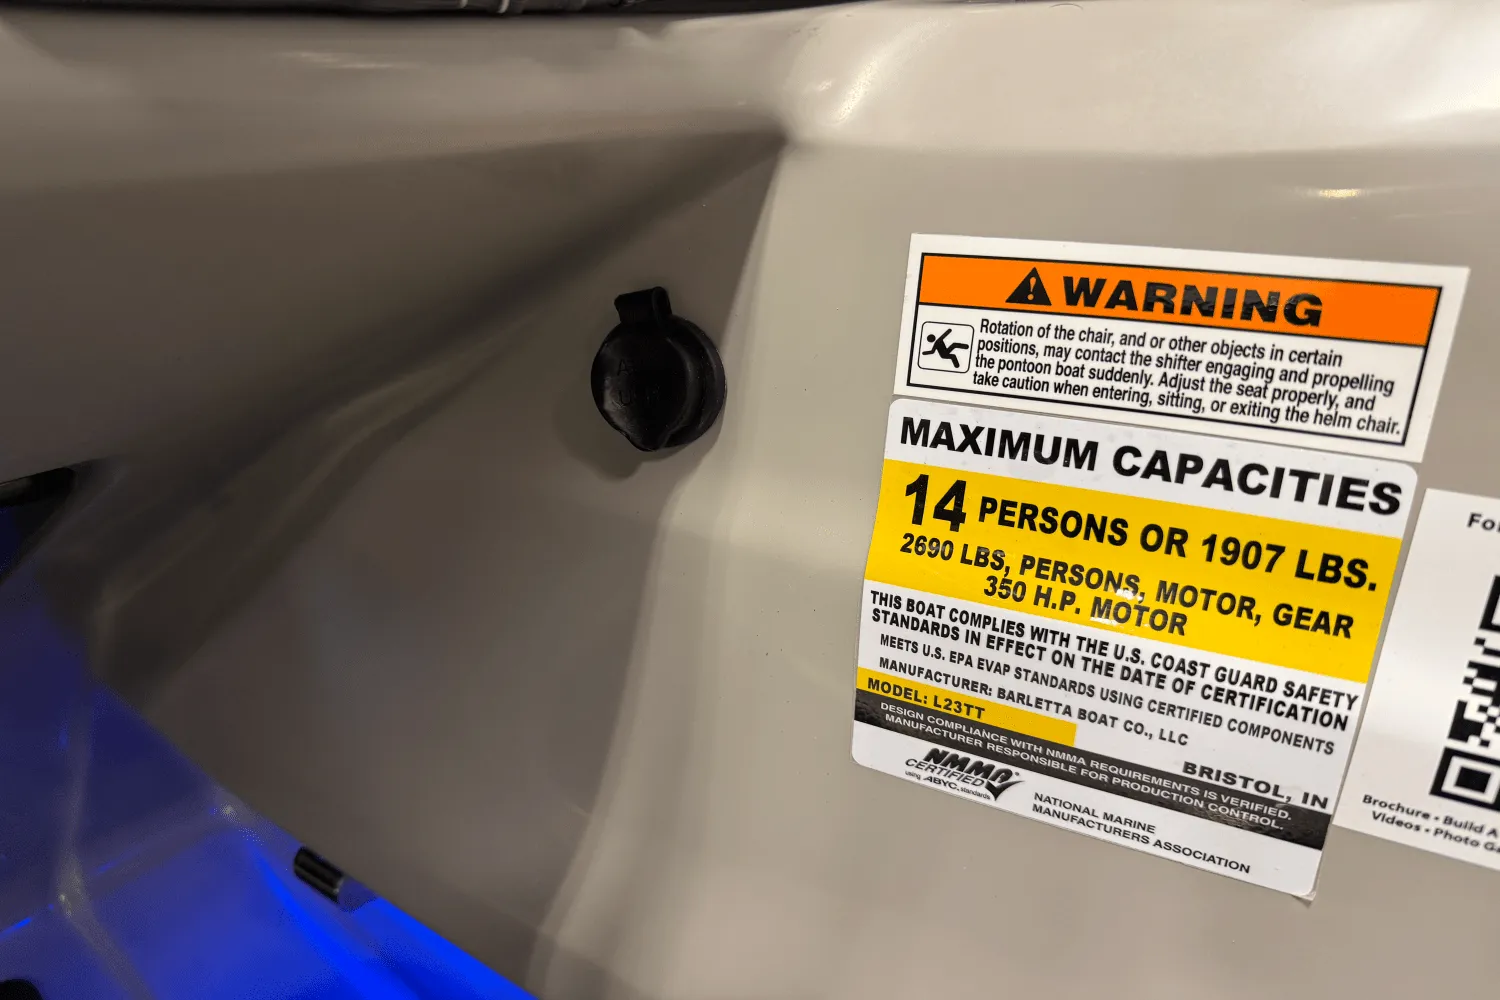 WARNING
Rotation of the chair, and or other objects in certain
positions, may contact the shifter engaging and propelling
the pontoon boat suddenly. Adjust the seat properly, and
take caution when entering, sitting, or exiting the helm chair.
MAXIMUM CAPACITIES
14 PERSONS OR 1907 LBS.
2690 LBS, PERSONS, MOTOR, GEAR
350 H.P. MOTOR
THIS BOAT COMPLIES WITH THE U.S. COAST GUARD SAFETY
STANDARDS IN EFFECT ON THE DATE OF CERTIFICATION
MEETS U.S. EPA EVAP STANDARDS USING CERTIFIED COMPONENTS
MANUFACTURER: BARLETTA BOAT CO., LLC
MODEL: L23TT
BRISTOL, IN
DESIGN COMPLIANCE WITH NMMA REQUIREMENTS IS VERIFIED.
MANUFACTURER RESPONSIBLE FOR PRODUCTION CONTROL.
NMMA
CERTIFIED
using ABYC standards
NATIONAL MARINE
MANUFACTURERS ASSOCIATION
Brochure • Build A
Videos • Photo